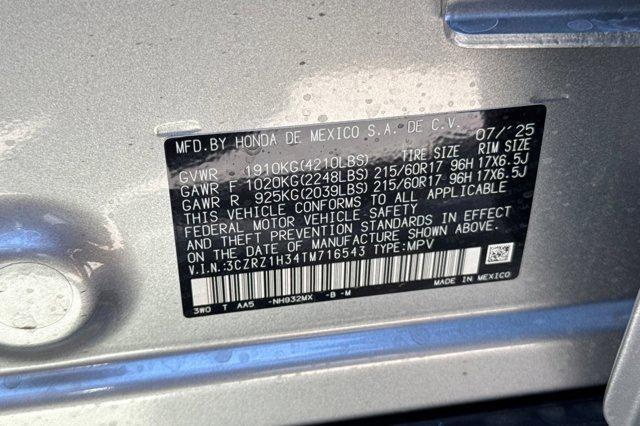 MFD. BY HONDA DE MEXICO S.A. DE C.V. 07/'25
TIRE SIZE RIM SIZE
GVWR 1910KG(4210LBS)
GAWR F 1020KG(2248LBS) 215/60R17 96H 17X6.5J
GAWR R 925KG(2039LBS) 215/60R17 96H 17X6.5J
THIS VEHICLE CONFORMS TO ALL APPLICABLE
FEDERAL MOTOR VEHICLE SAFETY
AND THEFT PREVENTION STANDARDS IN EFFECT
ON THE DATE OF MANUFACTURE SHOWN ABOVE.
V.I.N.:3CZRZ1H34TM716543 TYPE:MPV
MADE IN MEXICO
3W0 T AA5 -NH932MX -B -M